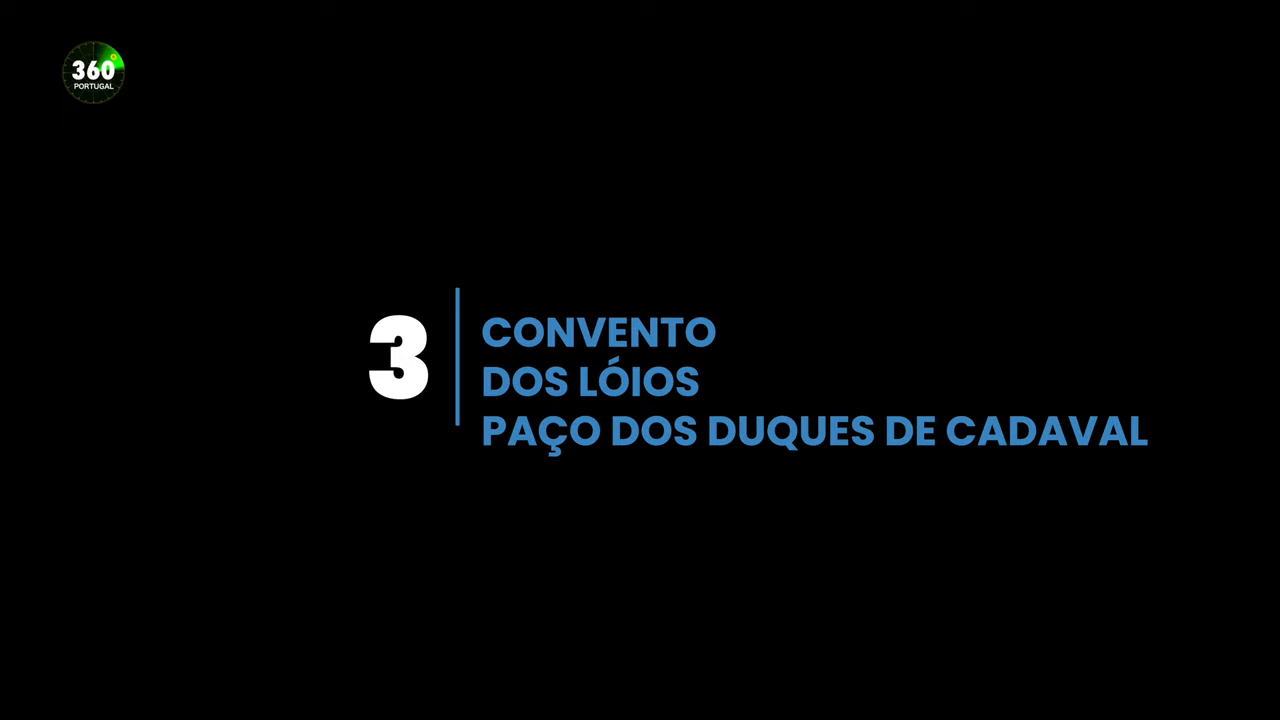 360
PORTUGAL
3
CONVENTO
DOS LÓIOS
PAÇO DOS DUQUES DE CADAVAL